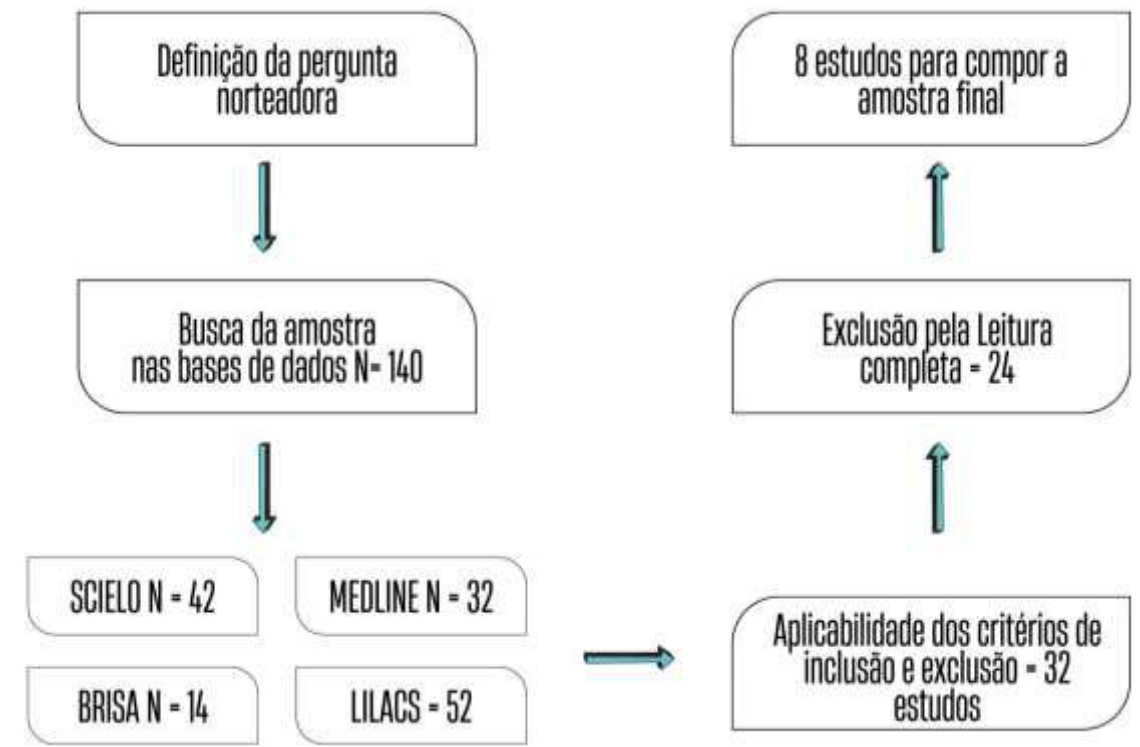 Definição da pergunta
norteadora
Busca da amostra
nas bases de dados N= 140
SCIELO N = 42
MEDLINE N = 32
BRISA N = 14
LILACS = 52
Aplicabilidade dos critérios de
inclusão e exclusão = 32
estudos
Exclusão pela Leitura
completa = 24
8 estudos para compor a
amostra final